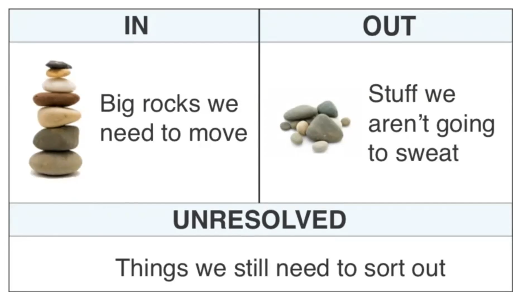 IN
Big rocks we
need to move
OUT
Stuff we
aren't going
to sweat
UNRESOLVED
Things we still need to sort out